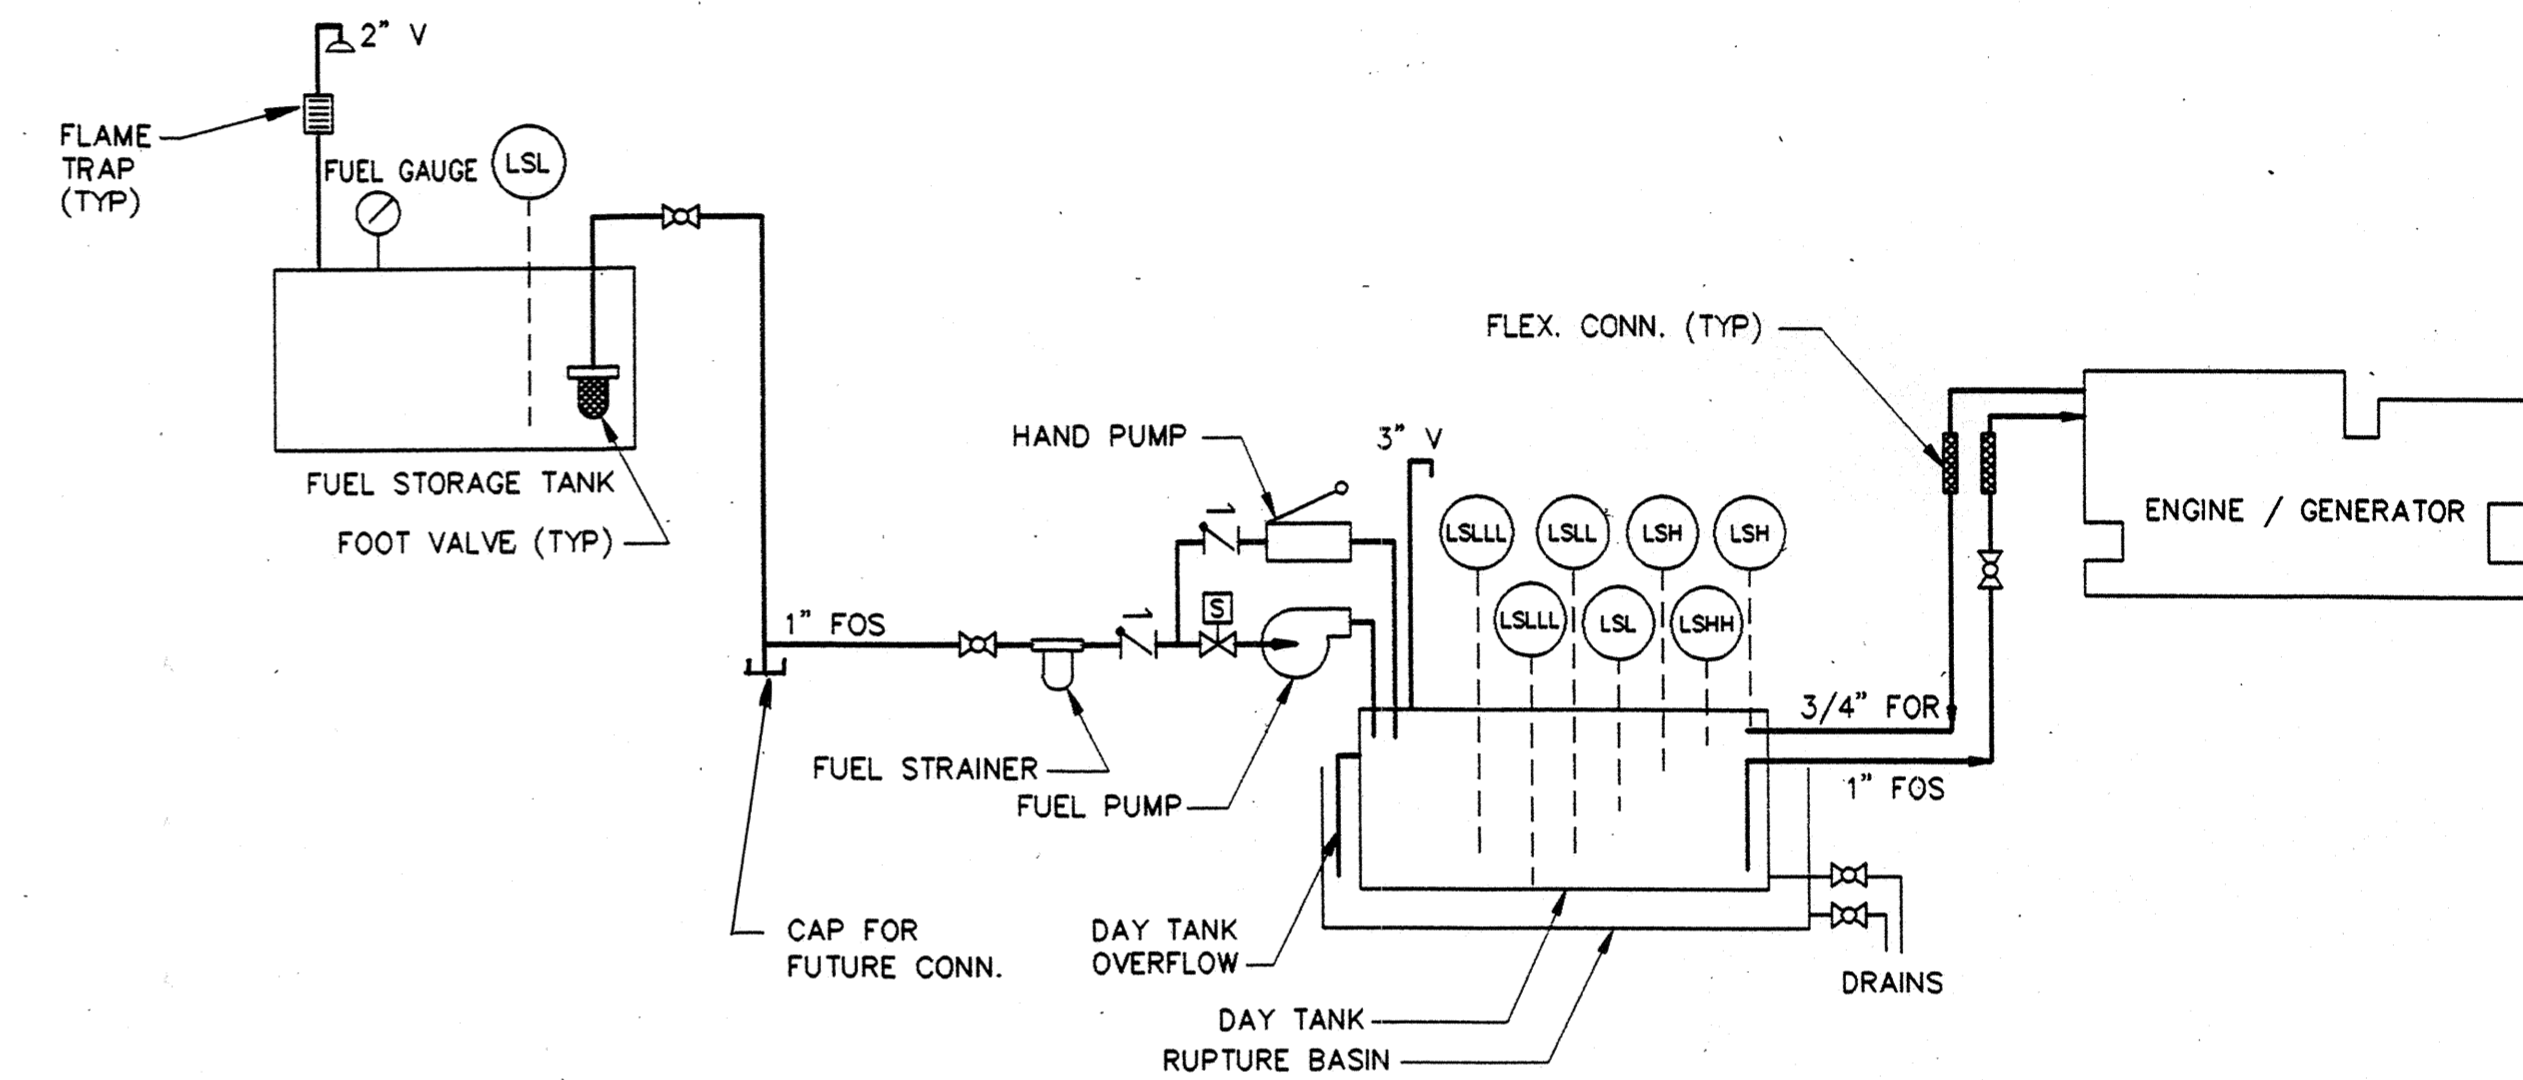 2" V
FLAME
TRAP
(TYP)
FUEL GAUGE
LSL
FUEL STORAGE TANK
FOOT VALVE (TYP)
FLEX. CONN. (TYP)
HAND PUMP
3" V
LSLLL
LSLL
LSH
LSH
ENGINE / GENERATOR
S
LSLLL
LSL
LSHH
1" FOS
3/4" FOR
1" FOS
FUEL STRAINER
FUEL PUMP
CAP FOR
FUTURE CONN.
DAY TANK
OVERFLOW
DRAINS
DAY TANK
RUPTURE BASIN